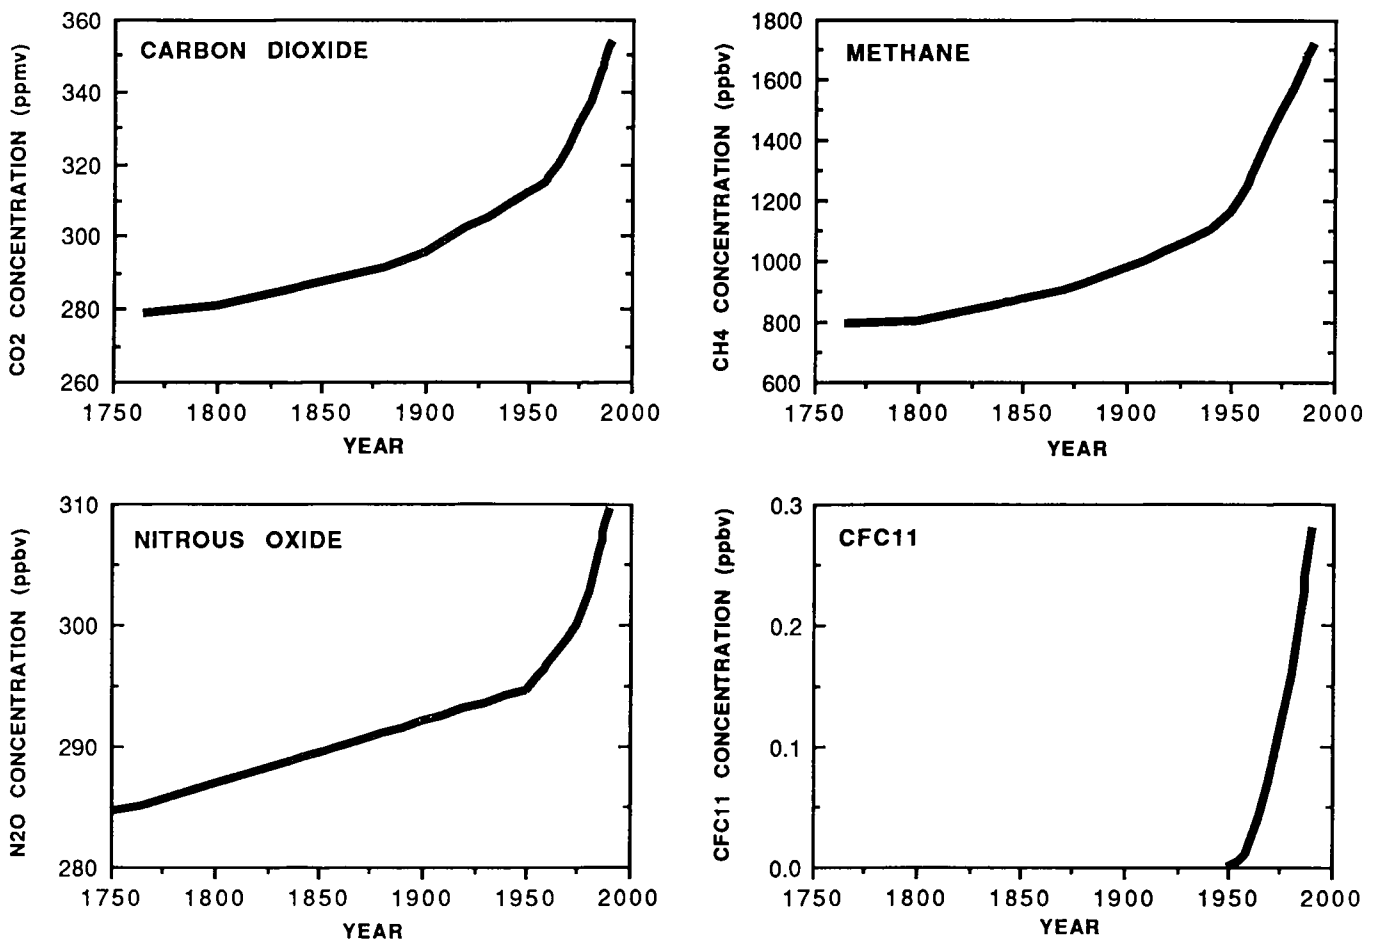 CARBON DIOXIDE
CO2 CONCENTRATION (ppmv)
360
340
320
300
280
260
1750 1800 1850 1900 1950 2000
YEAR
METHANE
CH4 CONCENTRATION (ppbv)
1800
1600
1400
1200
1000
800
600
1750 1800 1850 1900 1950 2000
YEAR
NITROUS OXIDE
N2O CONCENTRATION (ppbv)
310
300
290
280
1750 1800 1850 1900 1950 2000
YEAR
CFC11
CFC11 CONCENTRATION (ppbv)
0.3
0.2
0.1
0.0
1750 1800 1850 1900 1950 2000
YEAR